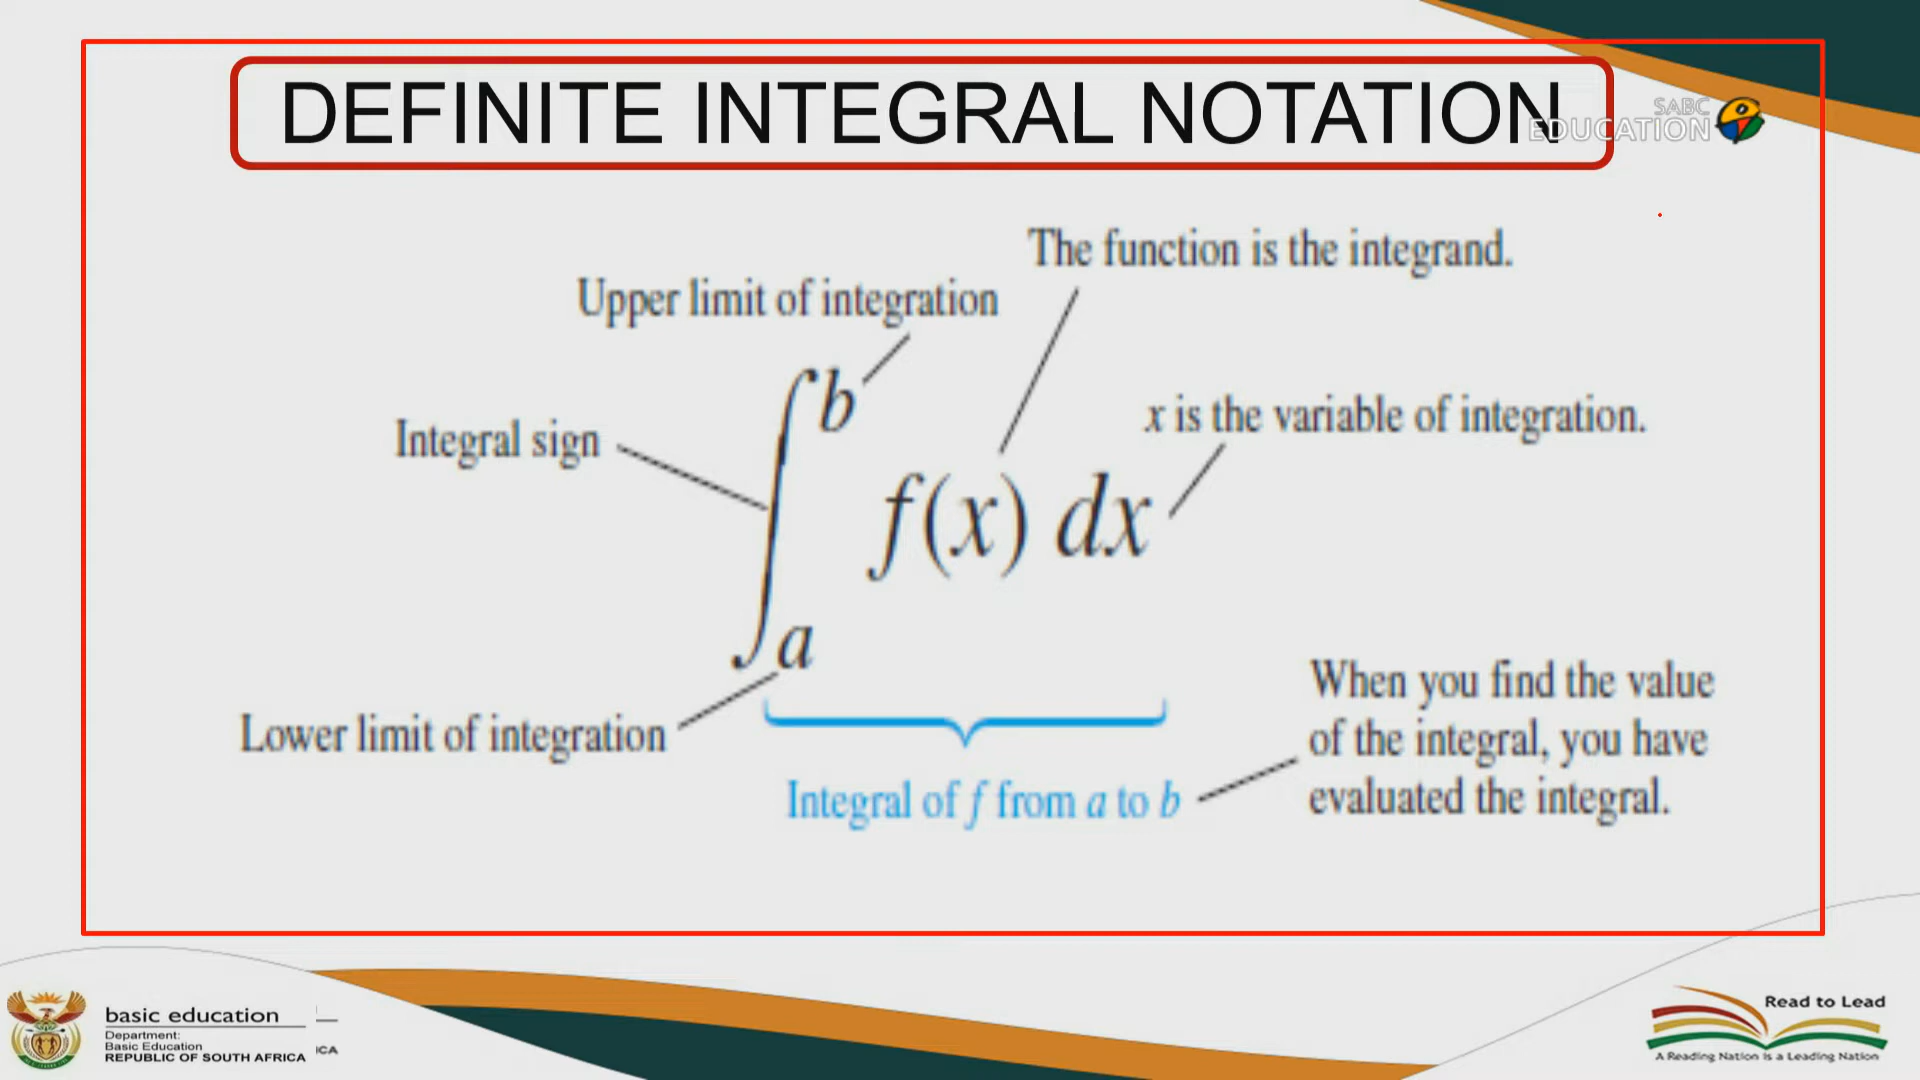 DEFINITE INTEGRAL NOTATION
SABC
EDUCATION
The function is the integrand.
Upper limit of integration
b
x is the variable of integration.
Integral sign
∫ f(x) dx
a
Lower limit of integration
When you find the value
of the integral, you have
evaluated the integral.
Integral of f from a to b
basic education
Department:
Basic Education
REPUBLIC OF SOUTH AFRICA
ICA
Read to Lead
A Reading Nation is a Leading Nation